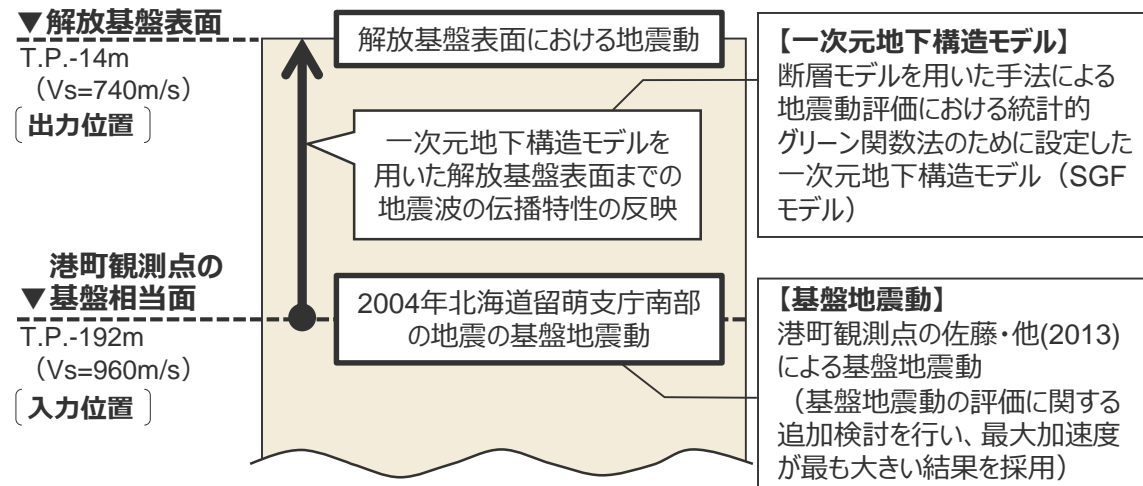 ▼解放基盤表面
T.P.-14m
（Vs=740m/s）
［出力位置］
解放基盤表面における地震動
一次元地下構造モデルを
用いた解放基盤表面までの
地震波の伝播特性の反映
【一次元地下構造モデル】
断層モデルを用いた手法による
地震動評価における統計的
グリーン関数法のために設定した
一次元地下構造モデル（SGF
モデル）
港町観測点の
▼基盤相当面
T.P.-192m
（Vs=960m/s）
［入力位置］
2004年北海道留萌支庁南部
の地震の基盤地震動
【基盤地震動】
港町観測点の佐藤・他(2013)
による基盤地震動
（基盤地震動の評価に関する
追加検討を行い、最大加速度
が最も大きい結果を採用）